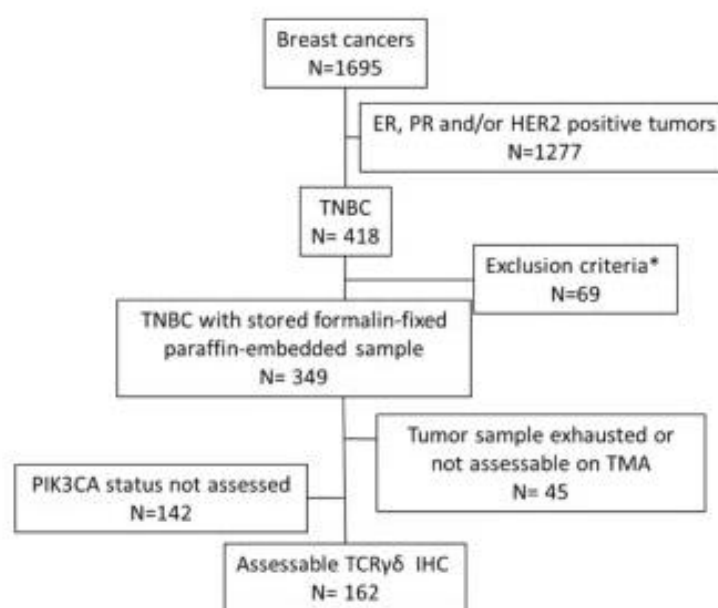 Breast cancers
N=1695
ER, PR and/or HER2 positive tumors
N=1277
TNBC
N= 418
Exclusion criteria*
N=69
TNBC with stored formalin-fixed
paraffin-embedded sample
N= 349
Tumor sample exhausted or
not assessable on TMA
N= 45
PIK3CA status not assessed
N=142
Assessable TCRγδ IHC
N= 162